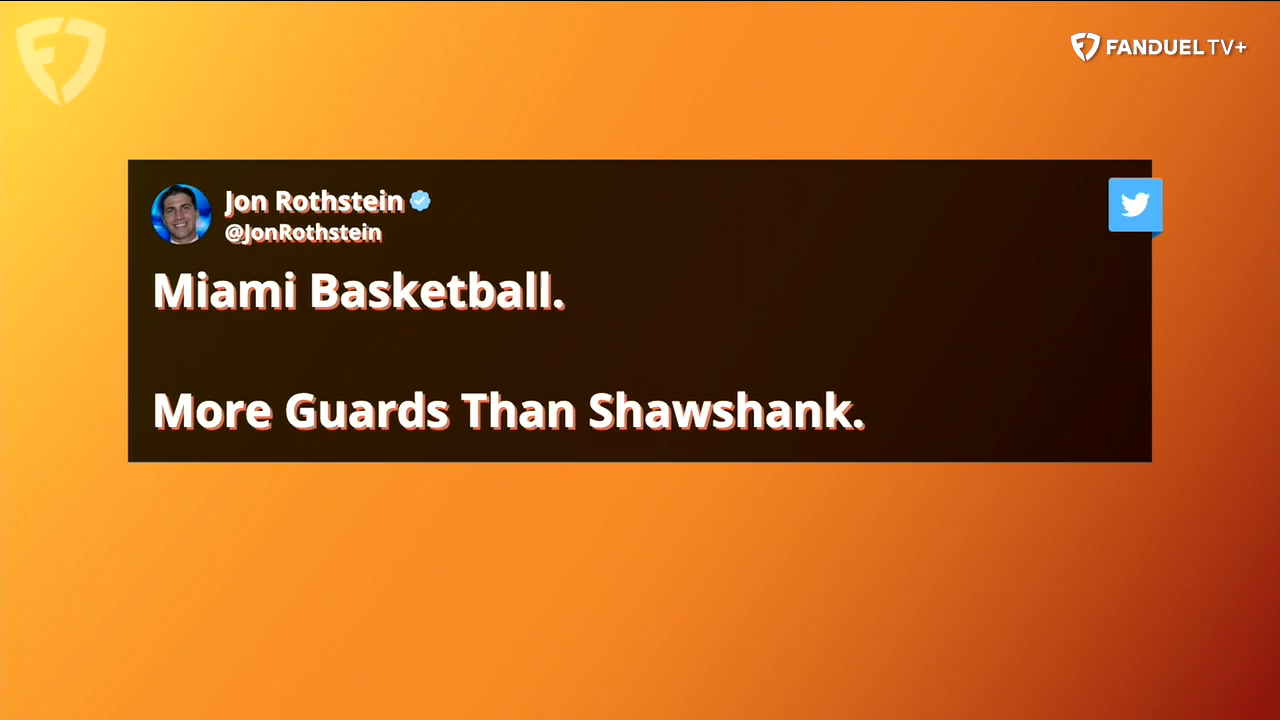 FANDUEL TV+
Jon Rothstein
@JonRothstein
Miami Basketball.
More Guards Than Shawshank.